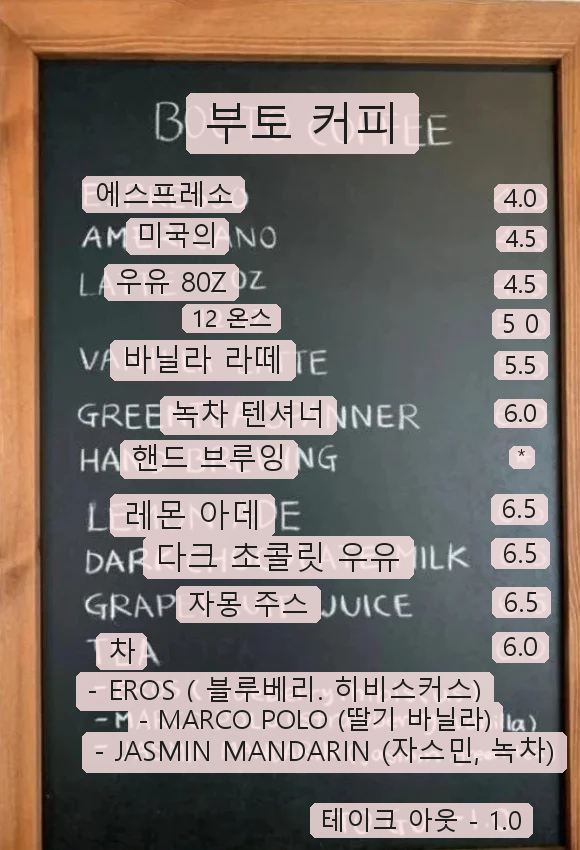 부토 커피
에스프레소 4.0
미국의 4.5
우유 80Z 4.5
12 온스 5 0
바닐라 라떼 5.5
녹차 텐셔너 6.0
핸드 브루잉 *
레몬 아데 6.5
다크 초콜릿 우유 6.5
자몽 주스 6.5
차 6.0
- EROS ( 블루베리. 히비스커스)
- MARCO POLO (딸기 바닐라)
- JASMIN MANDARIN (자스민, 녹차)
테이크 아웃 - 1.0